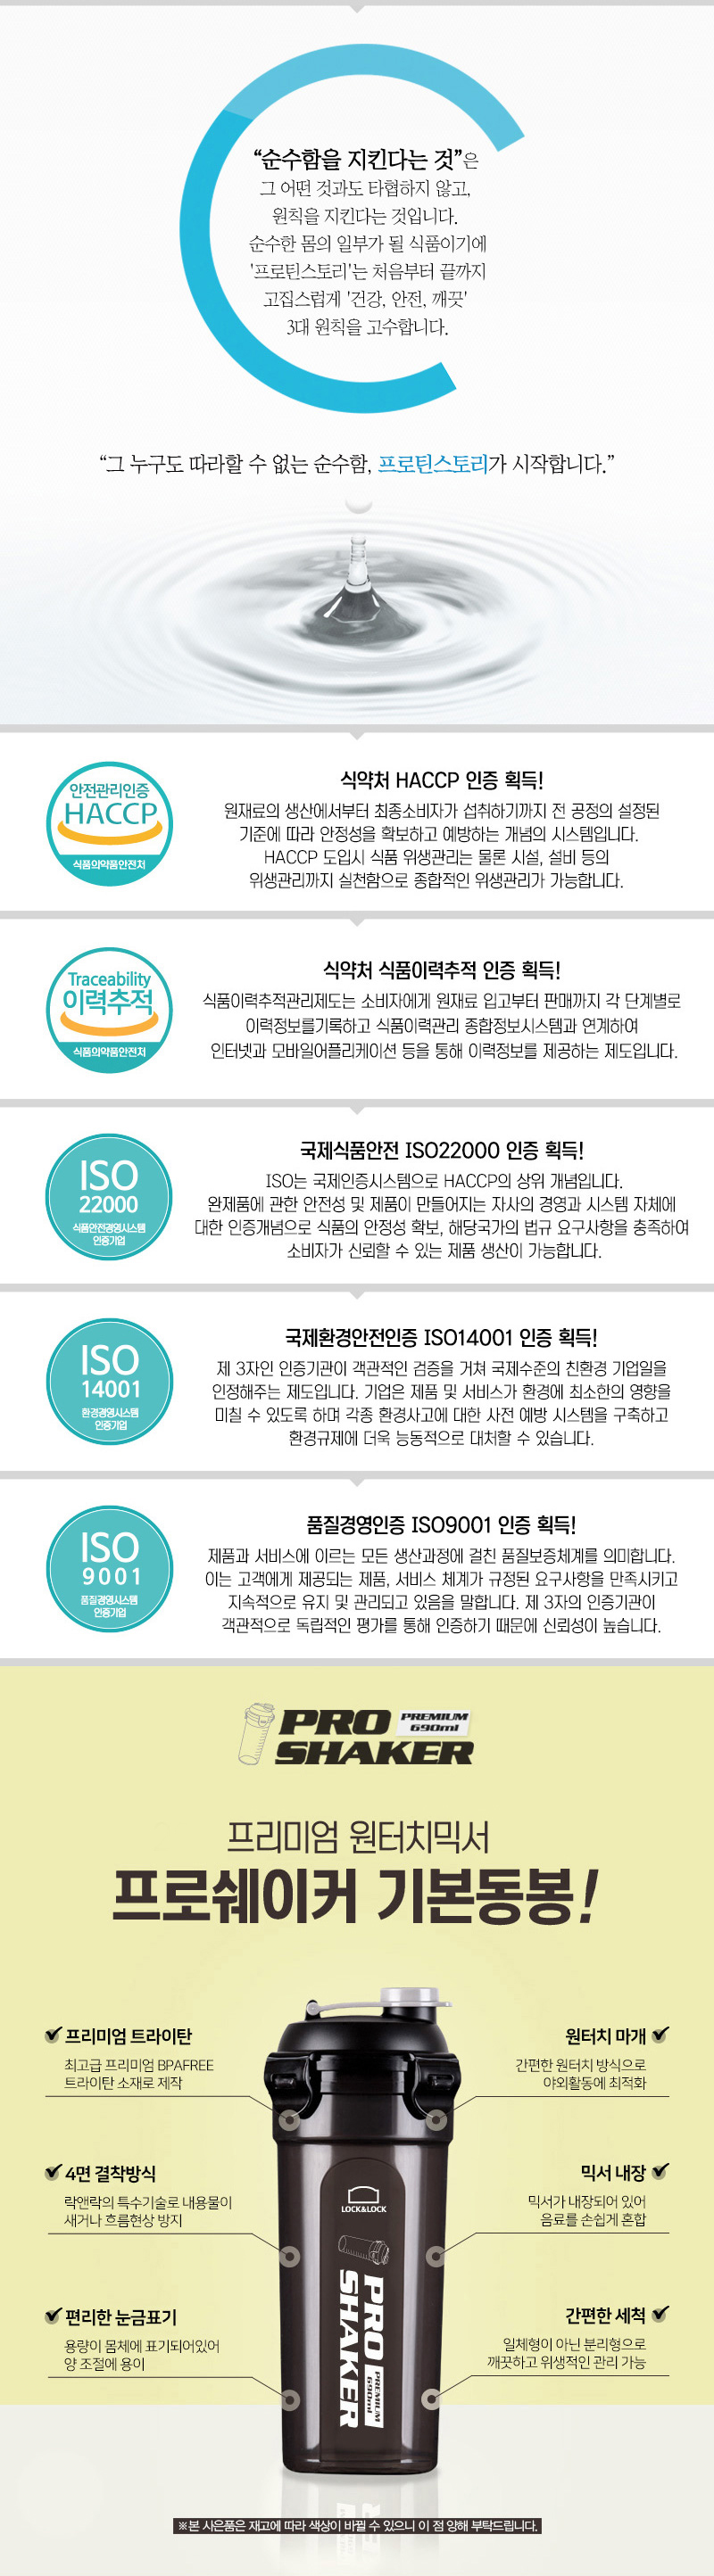 “순수함을 지킨다는 것”은
그 어떤 것과도 타협하지 않고,
원칙을 지킨다는 것입니다.
순수한 몸의 일부가 될 식품이기에
'프로틴스토리'는 처음부터 끝까지
고집스럽게 '건강, 안전, 깨끗'
3대 원칙을 고수합니다.
“그 누구도 따라할 수 없는 순수함, 프로틴스토리가 시작합니다.”
안전관리인증
HACCP
식품의약품안전처
식약처 HACCP 인증 획득!
원재료의 생산에서부터 최종소비자가 섭취하기까지 전 공정의 설정된
기준에 따라 안정성을 확보하고 예방하는 개념의 시스템입니다.
HACCP 도입시 식품 위생관리는 물론 시설, 설비 등의
위생관리까지 실천함으로 종합적인 위생관리가 가능합니다.
Traceability
이력추적
식품의약품안전처
식약처 식품이력추적 인증 획득!
식품이력추적관리제도는 소비자에게 원재료 입고부터 판매까지 각 단계별로
이력정보를기록하고 식품이력관리 종합정보시스템과 연계하여
인터넷과 모바일어플리케이션 등을 통해 이력정보를 제공하는 제도입니다.
ISO
22000
식품안전경영시스템
인증기업
국제식품안전 ISO22000 인증 획득!
ISO는 국제인증시스템으로 HACCP의 상위 개념입니다.
완제품에 관한 안전성 및 제품이 만들어지는 자사의 경영과 시스템 자체에
대한 인증개념으로 식품의 안정성 확보, 해당국가의 법규 요구사항을 충족하여
소비자가 신뢰할 수 있는 제품 생산이 가능합니다.
ISO
14001
환경경영시스템
인증기업
국제환경안전인증 ISO14001 인증 획득!
제 3자인 인증기관이 객관적인 검증을 거쳐 국제수준의 친환경 기업일을
인정해주는 제도입니다. 기업은 제품 및 서비스가 환경에 최소한의 영향을
미칠 수 있도록 하며 각종 환경사고에 대한 사전 예방 시스템을 구축하고
환경규제에 더욱 능동적으로 대처할 수 있습니다.
ISO
9001
품질경영시스템
인증기업
품질경영인증 ISO9001 인증 획득!
제품과 서비스에 이르는 모든 생산과정에 걸친 품질보증체계를 의미합니다.
이는 고객에게 제공되는 제품, 서비스 체계가 규정된 요구사항을 만족시키고
지속적으로 유지 및 관리되고 있음을 말합니다. 제 3자의 인증기관이
객관적으로 독립적인 평가를 통해 인증하기 때문에 신뢰성이 높습니다.
PRO PREMIUM 690ml
SHAKER
프리미엄 원터치믹서
프로쉐이커 기본동봉!
프리미엄 트라이탄
최고급 프리미엄 BPAFREE
트라이탄 소재로 제작
원터치 마개
간편한 원터치 방식으로
야외활동에 최적화
4면 결착방식
락앤락의 특수기술로 내용물이
새거나 흐름현상 방지
믹서 내장
믹서가 내장되어 있어
음료를 손쉽게 혼합
편리한 눈금표기
용량이 몸체에 표기되어있어
양 조절에 용이
간편한 세척
일체형이 아닌 분리형으로
깨끗하고 위생적인 관리 가능
LOCK&LOCK
PRO PREMIUM 690ml
SHAKER
※본 사은품은 재고에 따라 색상이 바뀔 수 있으니 이 점 양해 부탁드립니다.